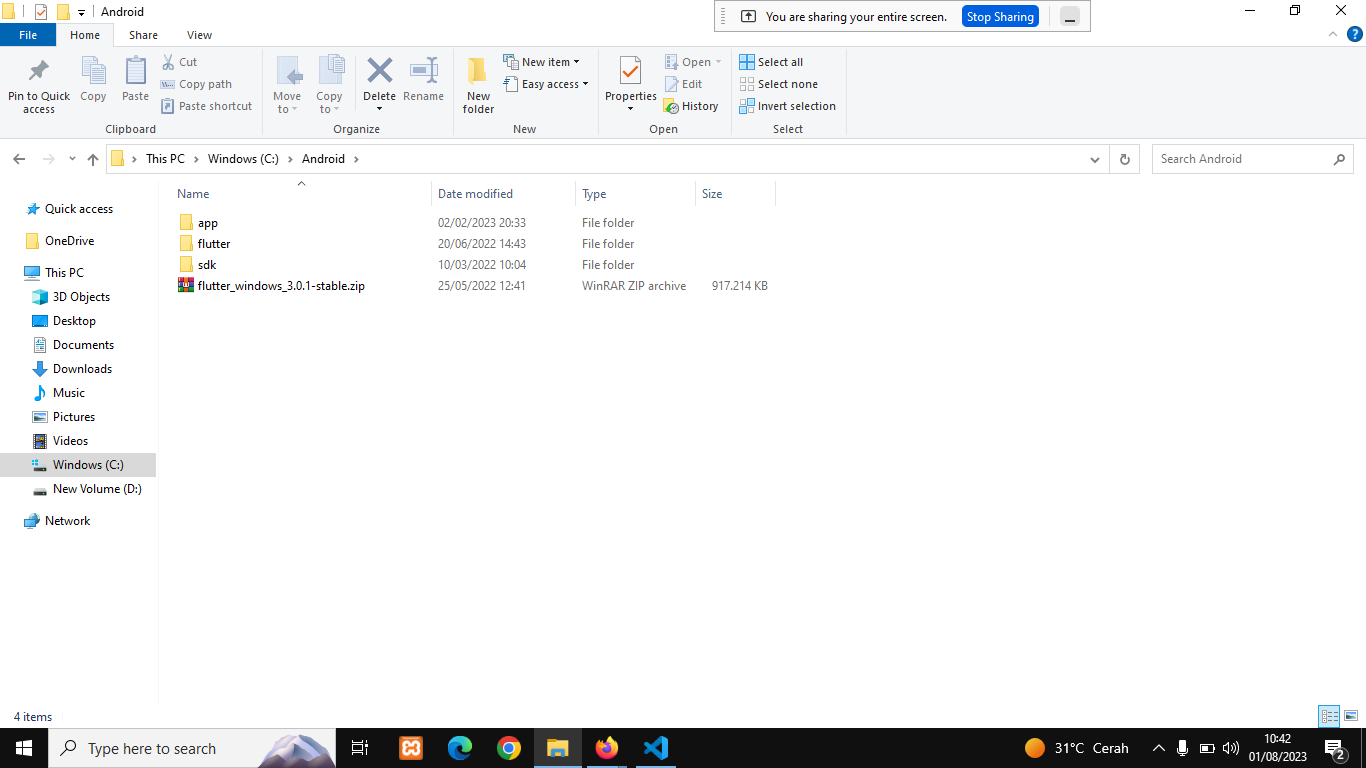 Android
You are sharing your entire screen. Stop Sharing
File Home Share View
Pin to Quick access
Copy
Paste
Cut
Copy path
Paste shortcut
Clipboard
Move to
Copy to
Delete
Rename
Organize
New folder
New item
Easy access
New
Properties
Open
Edit
History
Open
Select all
Select none
Invert selection
Select
This PC Windows (C:) Android
Search Android
Name Date modified Type Size
app 02/02/2023 20:33 File folder
flutter 20/06/2022 14:43 File folder
sdk 10/03/2022 10:04 File folder
flutter_windows_3.0.1-stable.zip 25/05/2022 12:41 WinRAR ZIP archive 917.214 KB
Quick access
OneDrive
This PC
3D Objects
Desktop
Documents
Downloads
Music
Pictures
Videos
Windows (C:)
New Volume (D:)
Network
4 items
Type here to search
31°C Cerah
10:42
01/08/2023
2